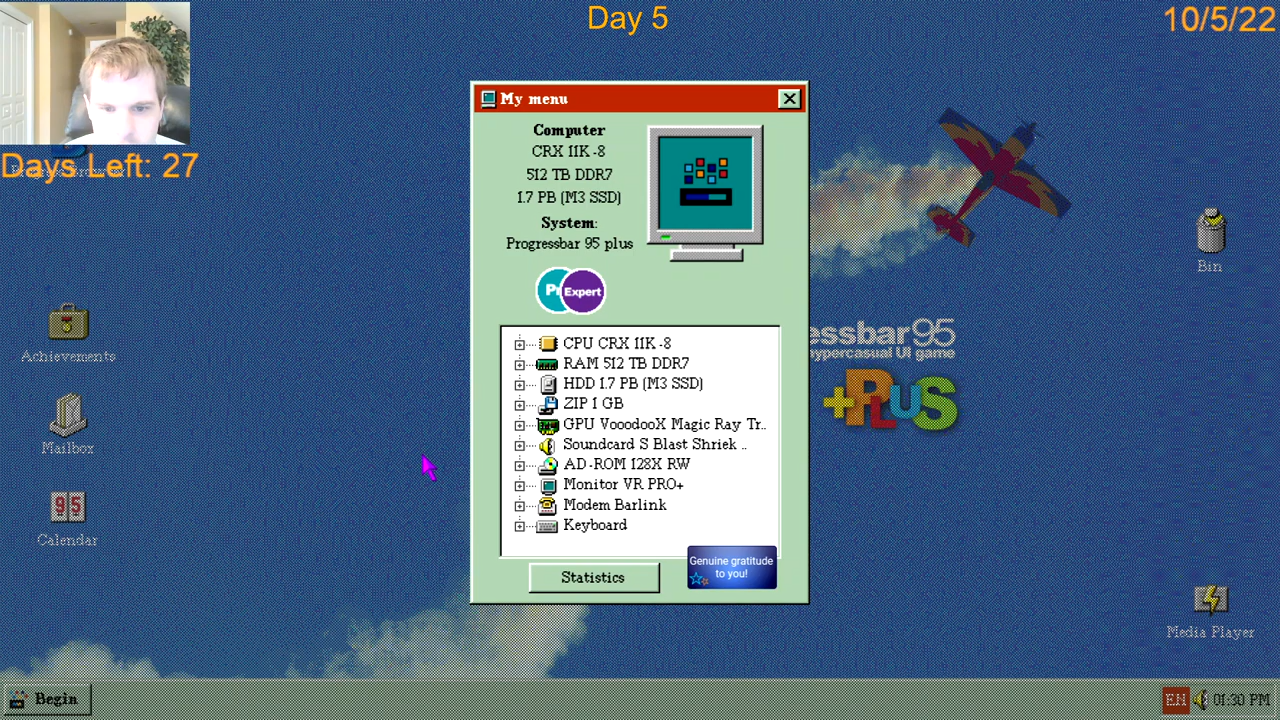 Day 5
10/5/22
Days Left: 27
My menu
Computer
CRX 11K-8
512 TB DDR7
1.7 PB (M3 SSD)
System:
Progressbar 95 plus
Expert
CPU CRX 11K-8
RAM 512 TB DDR7
HDD 1.7 PB (M3 SSD)
ZIP 1 GB
GPU VooodooX Magic Ray Tr..
Soundcard S Blast Shriek ..
AD-ROM 128X RW
Monitor VR PRO+
Modem Barlink
Keyboard
Genuine gratitude
to you!
Statistics
Achievements
Mailbox
95
Calendar
Bin
essbar95
ypercasual UI game
+PLUS
Media Player
Begin
EN
01:30 PM